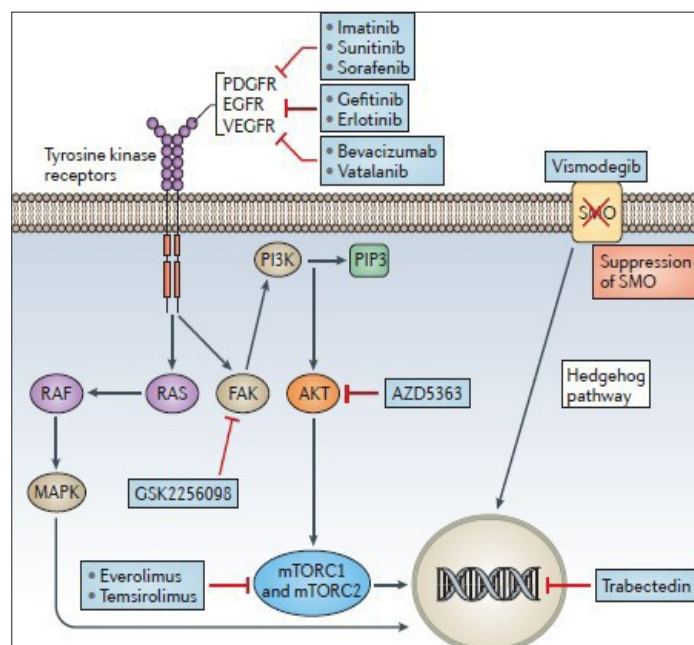 • Imatinib
• Sunitinib
• Sorafenib
PDGFR
EGFR
VEGFR
• Gefitinib
• Erlotinib
• Bevacizumab
• Vatalanib
Tyrosine kinase
receptors
Vismodegib
SMO
Suppression
of SMO
PI3K
PIP3
Hedgehog
pathway
RAF
RAS
FAK
AKT
AZD5363
MAPK
GSK2256098
• Everolimus
• Temsirolimus
mTORC1
and mTORC2
Trabectedin